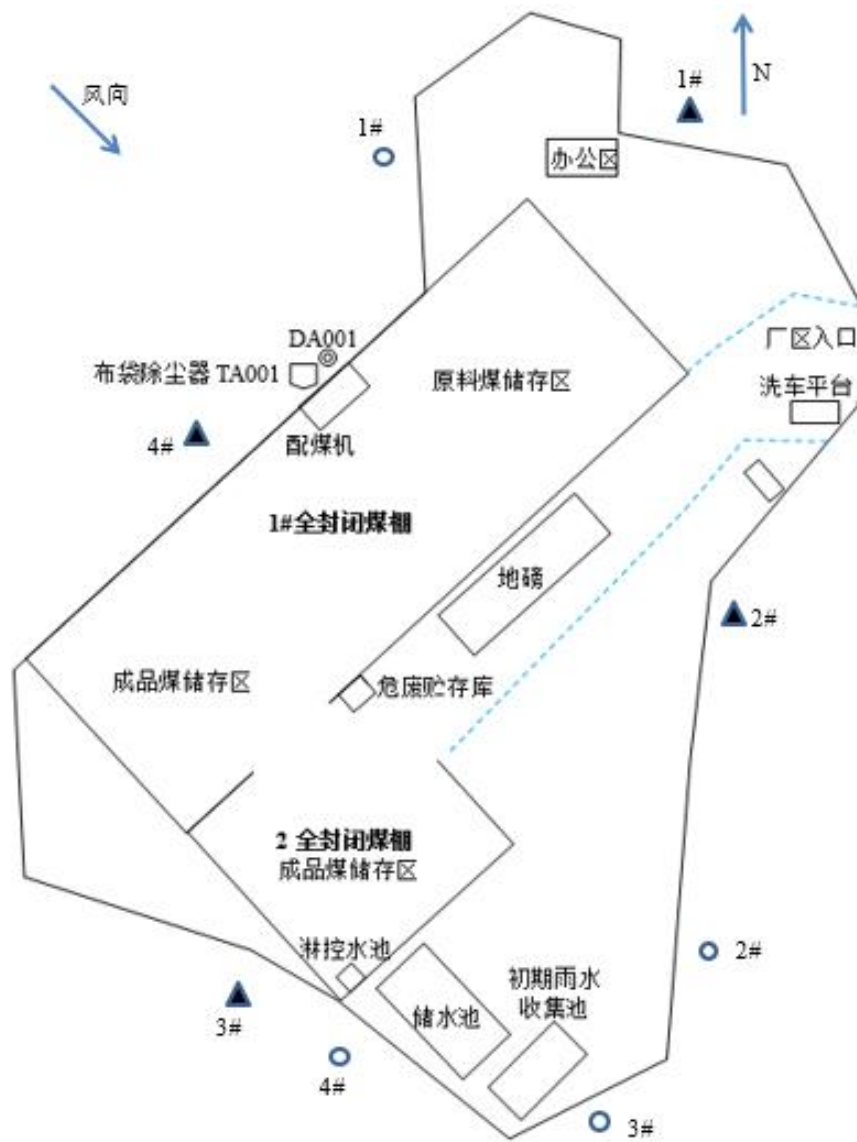 1#
N
风向
1#
办公区
厂区入口
DA001
布袋除尘器 TA001
原料煤储存区
洗车平台
4#
配煤机
1#全封闭煤棚
地磅
2#
成品煤储存区
危废贮存库
2 全封闭煤棚
成品煤储存区
淋控水池
2#
初期雨水
收集池
3#
储水池
4#
3#